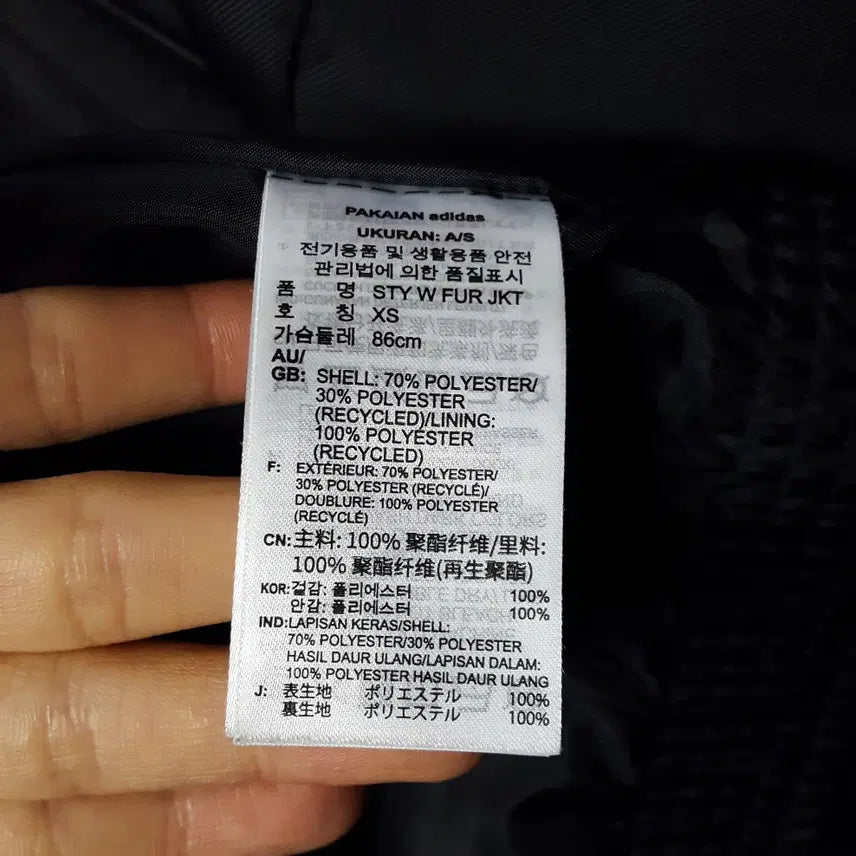 PAKAIAN adidas
UKURAN: A/S
전기용품 및 생활용품 안전
관리법에 의한 품질표시
품 명 STY W FUR JKT
호 칭 XS
가슴둘레 86cm
AU/
GB: SHELL: 70% POLYESTER/
30% POLYESTER
(RECYCLED)/LINING:
100% POLYESTER
(RECYCLED)
F: EXTÉRIEUR: 70% POLYESTER/
30% POLYESTER (RECYCLÉ)/
DOUBLURE: 100% POLYESTER
(RECYCLÉ)
CN: 主料: 100% 聚酯纤维/里料:
100% 聚酯纤维(再生聚酯)
KOR: 겉감: 폴리에스터 100%
안감: 폴리에스터 100%
IND: LAPISAN KERAS/SHELL:
70% POLYESTER/30% POLYESTER
HASIL DAUR ULANG/LAPISAN DALAM:
100% POLYESTER HASIL DAUR ULANG
J: 表生地 ポリエステル 100%
裏生地 ポリエステル 100%